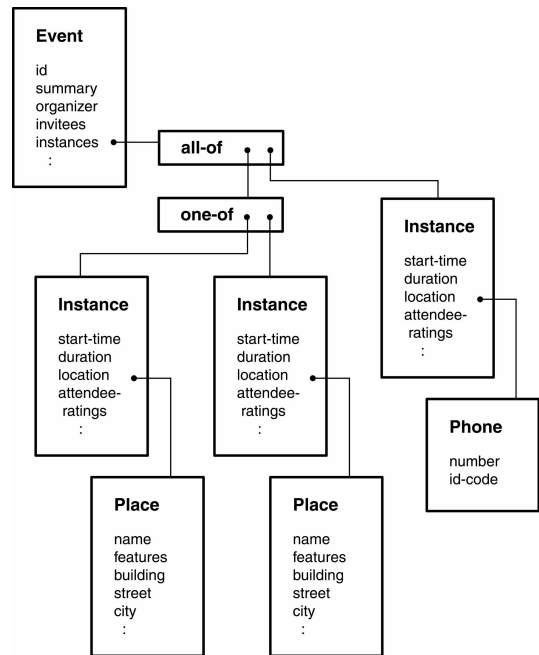 Event
id
summary
organizer
invitees
instances
:
all-of
one-of
Instance
start-time
duration
location
attendee-
ratings
:
Instance
start-time
duration
location
attendee-
ratings
:
Instance
start-time
duration
location
attendee-
ratings
:
Phone
number
id-code
Place
name
features
building
street
city
:
Place
name
features
building
street
city
: